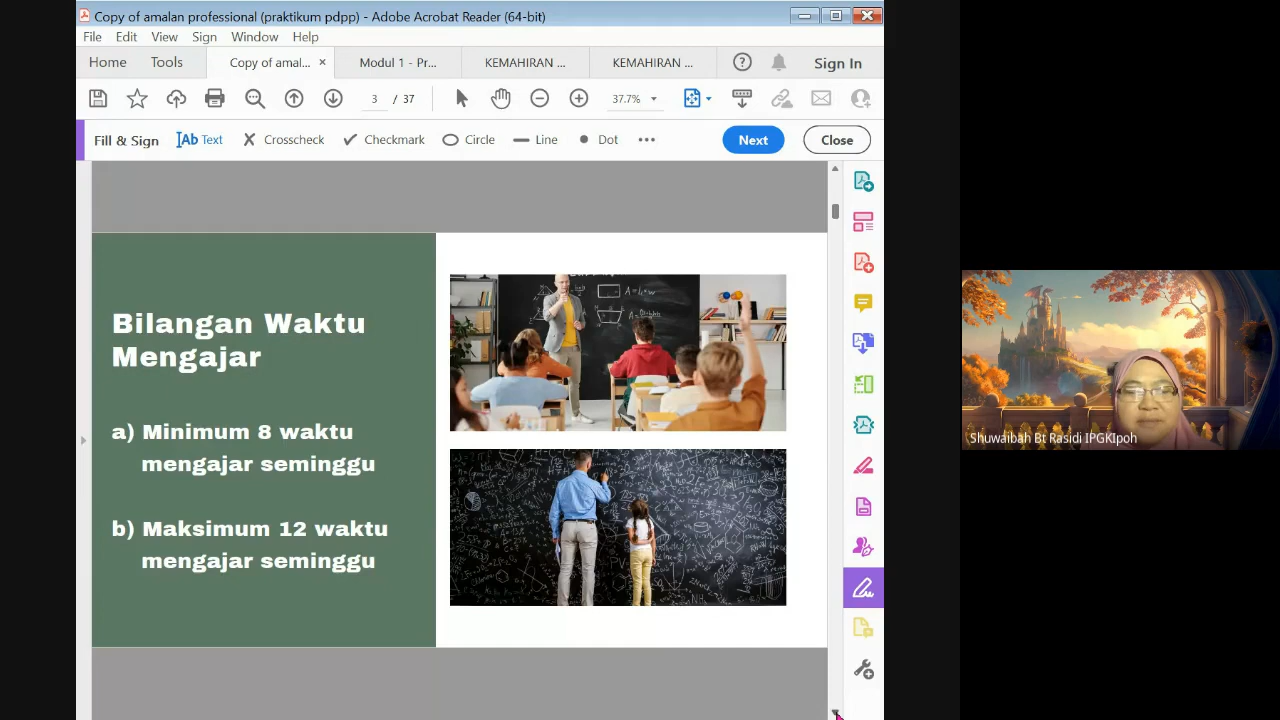 Copy of amalan professional (praktikum pdpp) - Adobe Acrobat Reader (64-bit)
File Edit View Sign Window Help
Home Tools Copy of amal... × Modul 1 - Pr... KEMAHIRAN ... KEMAHIRAN ... Sign In
3 / 37 37.7%
Fill & Sign Ab Text Crosscheck Checkmark Circle Line Dot Next Close
Bilangan Waktu
Mengajar
a) Minimum 8 waktu
mengajar seminggu
b) Maksimum 12 waktu
mengajar seminggu
Shuwaibah Bt Rasidi IPGKIpoh